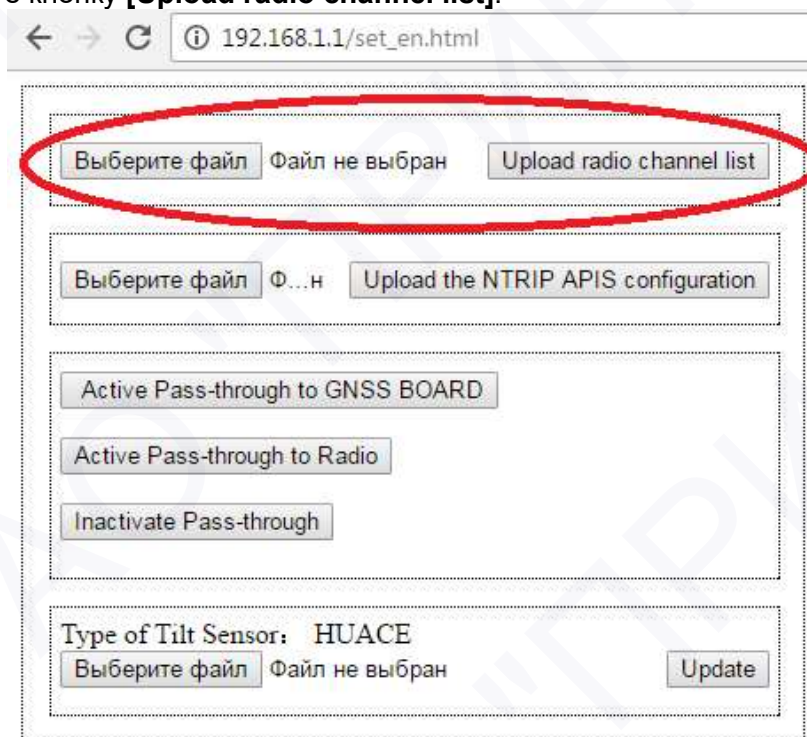 кнопку [Upload radio channel list].
192.168.1.1/set_en.html
Выберите файл Файл не выбран Upload radio channel list
Выберите файл Ф...н Upload the NTRIP APIS configuration
Active Pass-through to GNSS BOARD
Active Pass-through to Radio
Inactivate Pass-through
Type of Tilt Sensor: HUACE
Выберите файл Файл не выбран Update